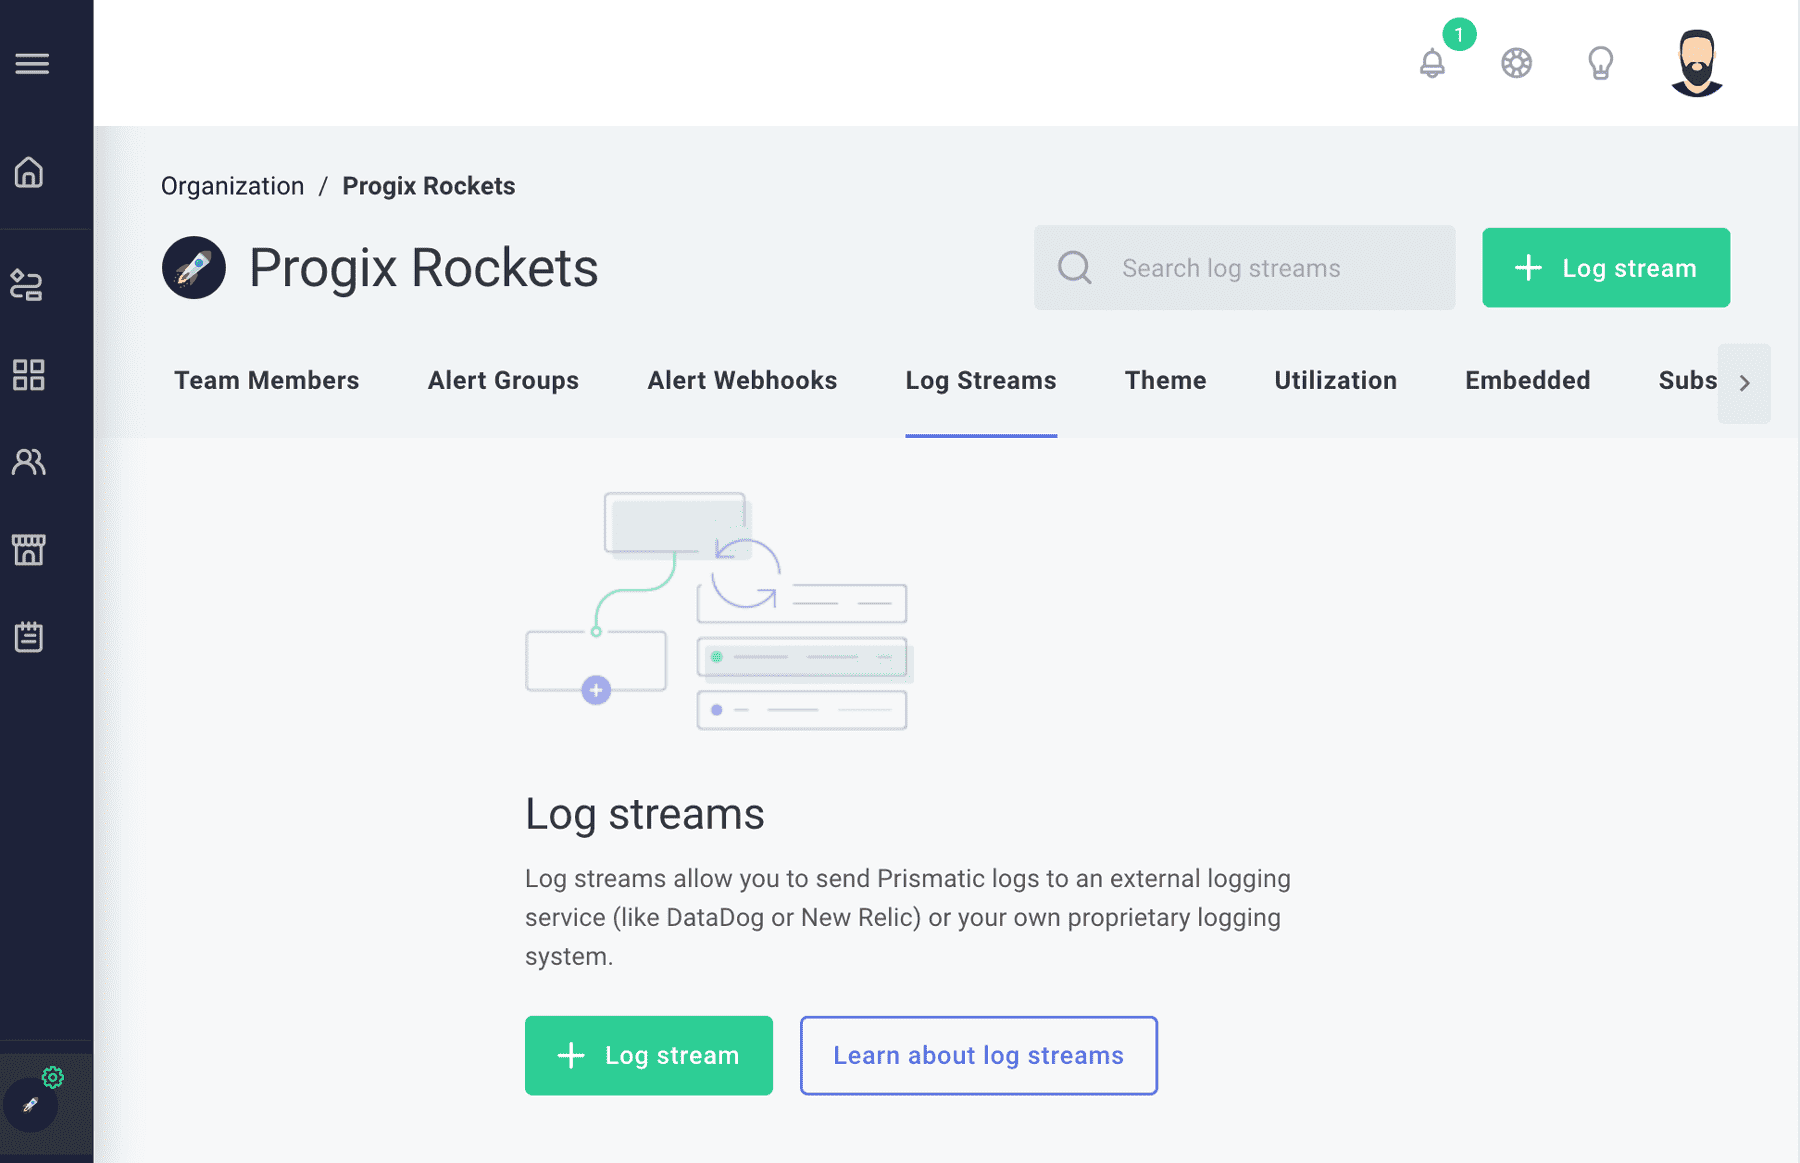 1
Organization / Progix Rockets
Progix Rockets
Search log streams
+ Log stream
Team Members
Alert Groups
Alert Webhooks
Log Streams
Theme
Utilization
Embedded
Subs
Log streams
Log streams allow you to send Prismatic logs to an external logging
service (like DataDog or New Relic) or your own proprietary logging
system.
+ Log stream
Learn about log streams